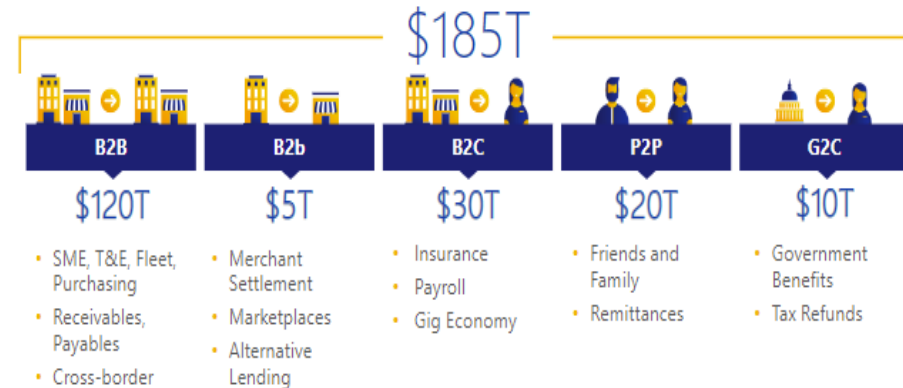 $185T
B2B
B2b
B2C
P2P
G2C
$120T
$5T
$30T
$20T
$10T
• SME, T&E, Fleet,
Purchasing
• Receivables,
Payables
• Cross-border
• Merchant
Settlement
• Marketplaces
• Alternative
Lending
• Insurance
• Payroll
• Gig Economy
• Friends and
Family
• Remittances
• Government
Benefits
• Tax Refunds